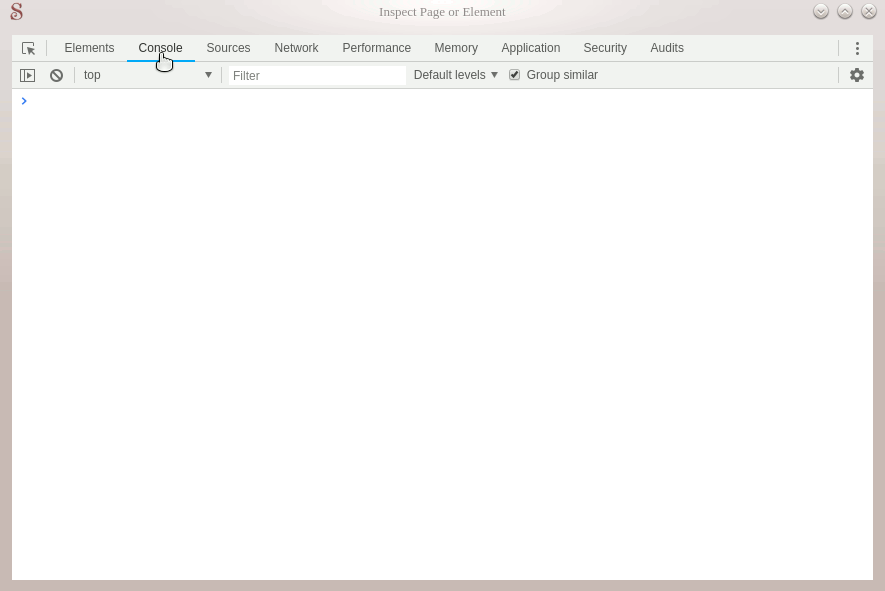 Inspect Page or Element
Elements Console Sources Network Performance Memory Application Security Audits
top Filter Default levels Group similar